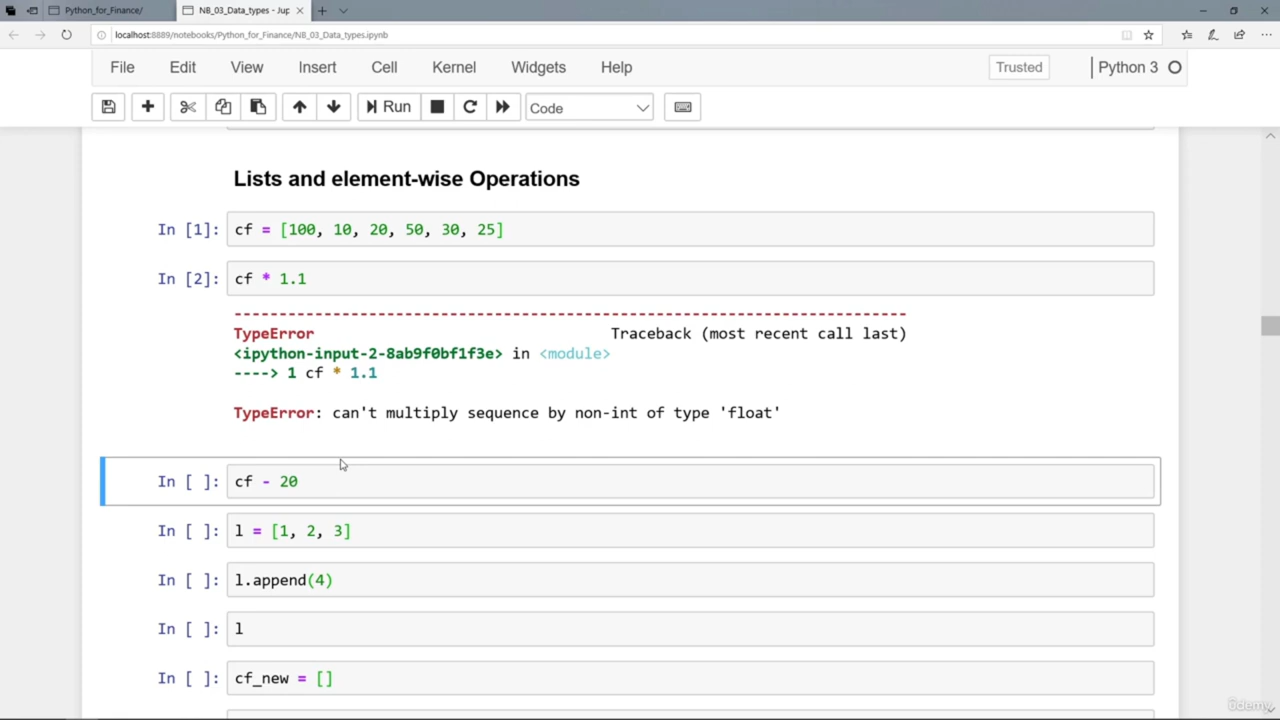 Python_for_Finance/
NB_03_Data_types - Jup
localhost:8889/notebooks/Python_for_Finance/NB_03_Data_types.ipynb
File Edit View Insert Cell Kernel Widgets Help Trusted Python 3
Run Code
Lists and element-wise Operations
In [1]: cf = [100, 10, 20, 50, 30, 25]
In [2]: cf * 1.1
---------------------------------------------------------------------------
TypeError Traceback (most recent call last)
<ipython-input-2-8ab9f0bf1f3e> in <module>
----> 1 cf * 1.1
TypeError: can't multiply sequence by non-int of type 'float'
In [ ]: cf - 20
In [ ]: l = [1, 2, 3]
In [ ]: l.append(4)
In [ ]: l
In [ ]: cf_new = []
Udemy